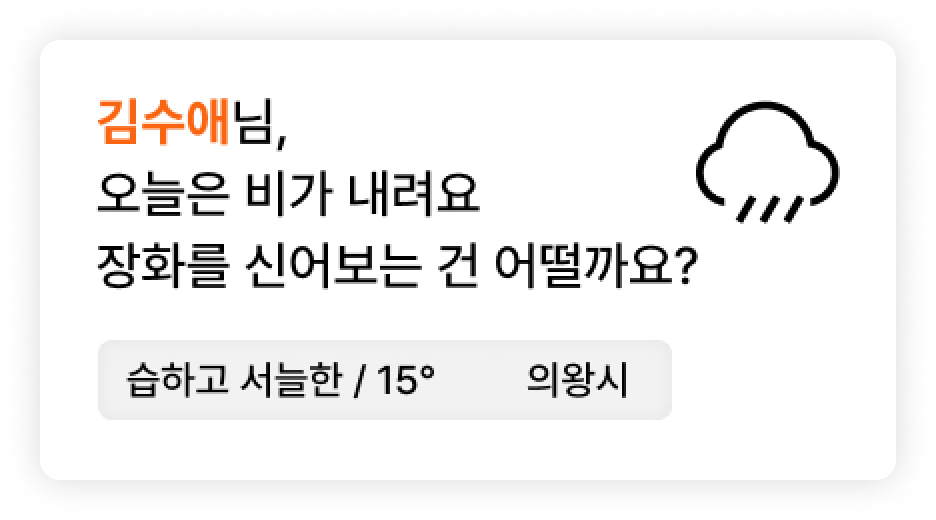 김수애님,
오늘은 비가 내려요
장화를 신어보는 건 어떨까요?
습하고 서늘한 / 15° 의왕시